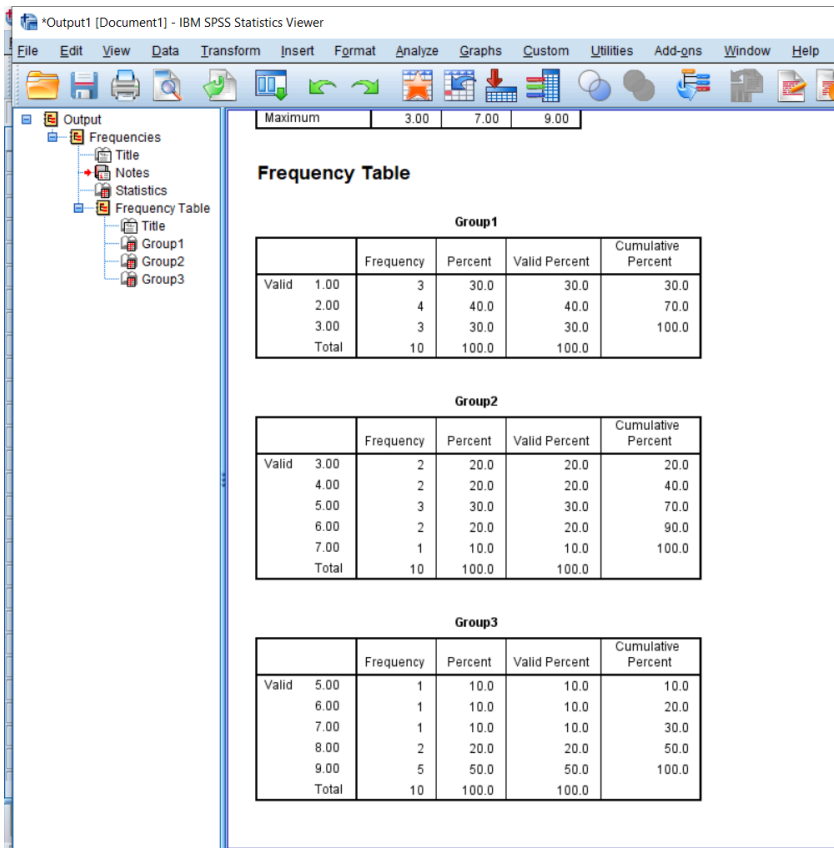 *Output1 [Document1] - IBM SPSS Statistics Viewer
File Edit View Data Transform Insert Format Analyze Graphs Custom Utilities Add-ons Window Help
Output
Frequencies
Title
Notes
Statistics
Frequency Table
Title
Group1
Group2
Group3
Maximum 3.00 7.00 9.00
Frequency Table
Group1
Frequency Percent Valid Percent Cumulative Percent
Valid 1.00 3 30.0 30.0 30.0
2.00 4 40.0 40.0 70.0
3.00 3 30.0 30.0 100.0
Total 10 100.0 100.0
Group2
Frequency Percent Valid Percent Cumulative Percent
Valid 3.00 2 20.0 20.0 20.0
4.00 2 20.0 20.0 40.0
5.00 3 30.0 30.0 70.0
6.00 2 20.0 20.0 90.0
7.00 1 10.0 10.0 100.0
Total 10 100.0 100.0
Group3
Frequency Percent Valid Percent Cumulative Percent
Valid 5.00 1 10.0 10.0 10.0
6.00 1 10.0 10.0 20.0
7.00 1 10.0 10.0 30.0
8.00 2 20.0 20.0 50.0
9.00 5 50.0 50.0 100.0
Total 10 100.0 100.0